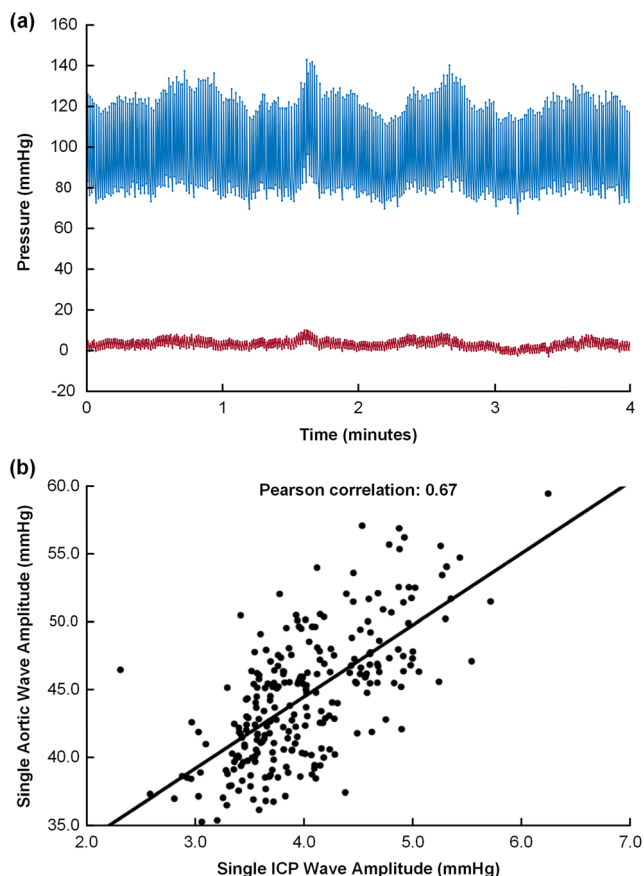 (a)
160
140
120
100
80
60
40
20
0
-20
Pressure (mmHg)
0 1 2 3 4
Time (minutes)
(b)
Pearson correlation: 0.67
60.0
55.0
50.0
45.0
40.0
35.0
Single Aortic Wave Amplitude (mmHg)
2.0 3.0 4.0 5.0 6.0 7.0
Single ICP Wave Amplitude (mmHg)